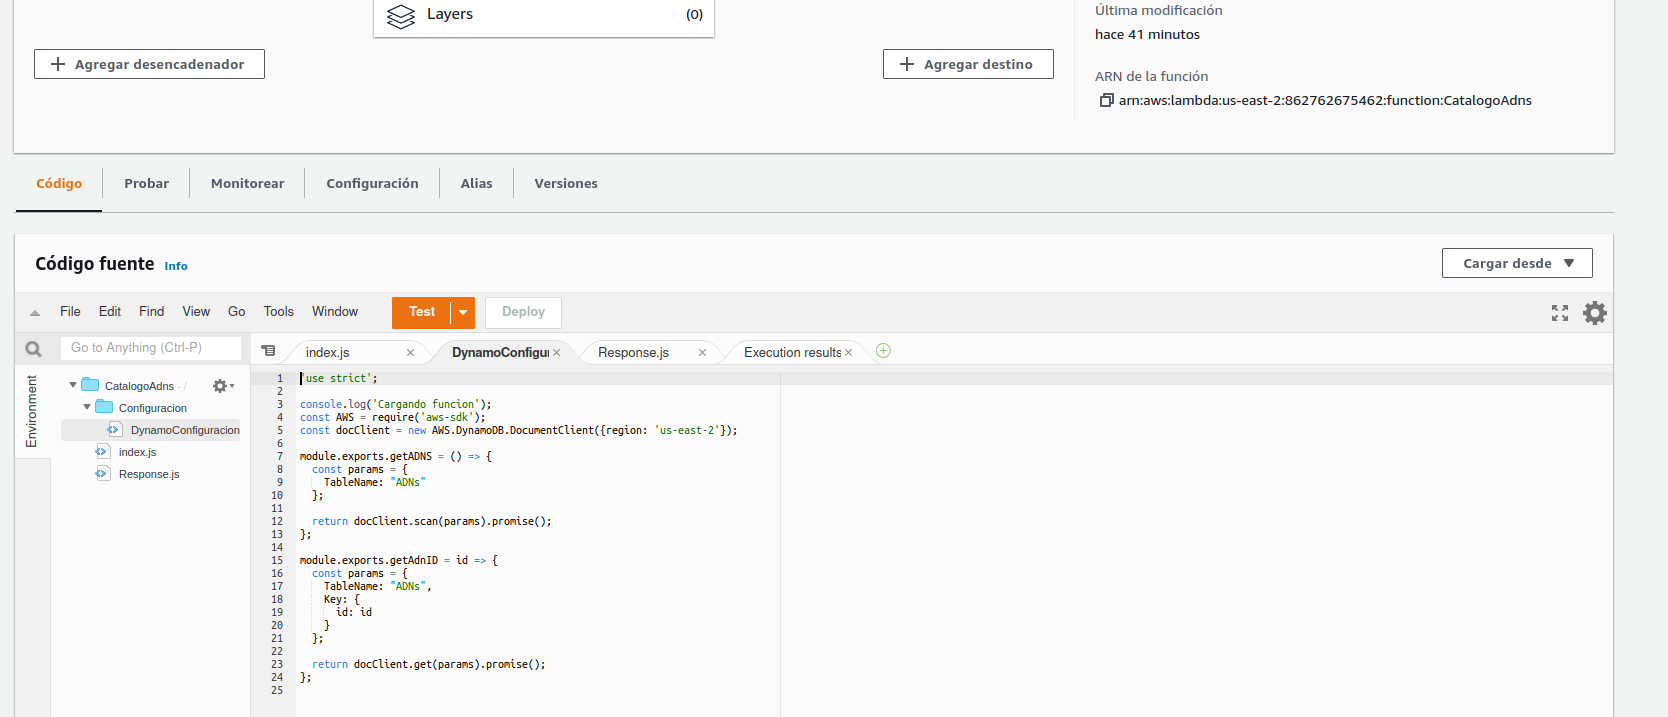 Layers (0)
Última modificación
hace 41 minutos
Agregar desencadenador
Agregar destino
ARN de la función
arn:aws:lambda:us-east-2:862762675462:function:CatalogoAdns
Código Probar Monitorear Configuración Alias Versiones
Código fuente Info
Cargar desde
File Edit Find View Go Tools Window Test Deploy
Go to Anything (Ctrl-P)
index.js DynamoConfigur Response.js Execution results
Environment
CatalogoAdns - /
Configuracion
DynamoConfiguracion
index.js
Response.js
1 'use strict';
2
3 console.log('Cargando funcion');
4 const AWS = require('aws-sdk');
5 const docClient = new AWS.DynamoDB.DocumentClient({region: 'us-east-2'});
6
7 module.exports.getADNS = () => {
8 const params = {
9 TableName: "ADNs"
10 };
11
12 return docClient.scan(params).promise();
13 };
14
15 module.exports.getAdnID = id => {
16 const params = {
17 TableName: "ADNs",
18 Key: {
19 id: id
20 }
21 };
22
23 return docClient.get(params).promise();
24 };
25